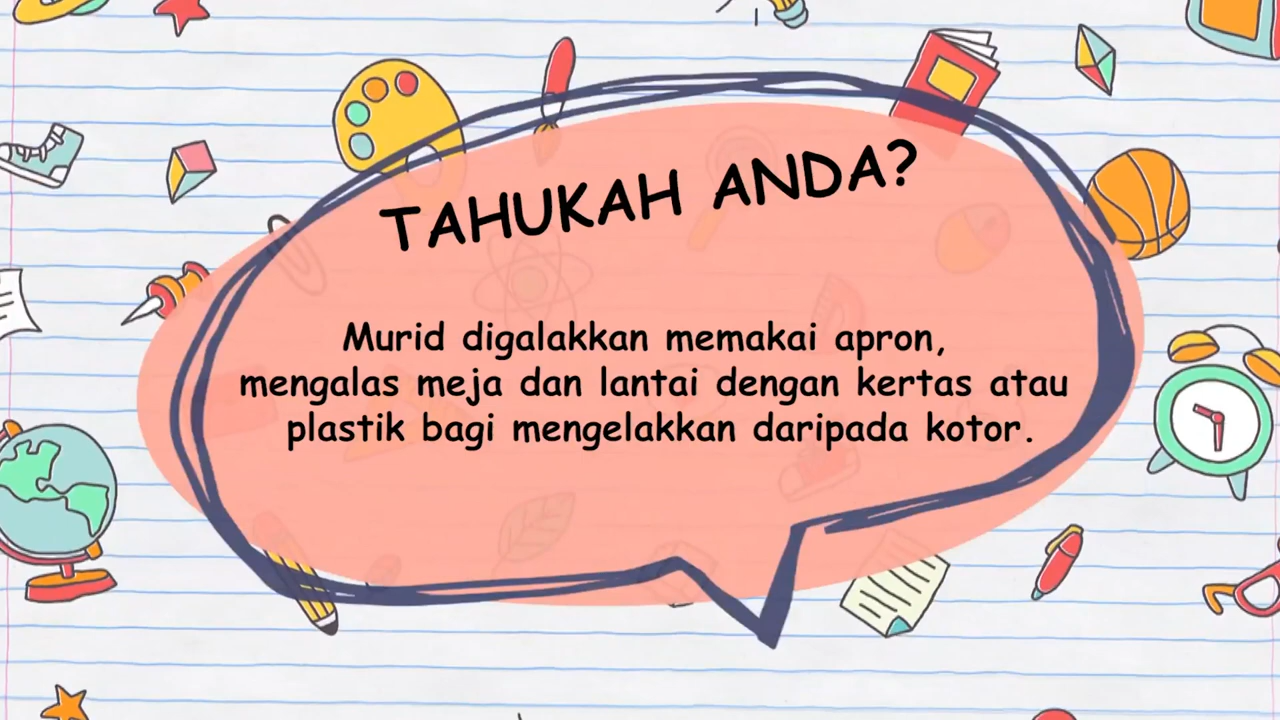 TAHUKAH ANDA?
Murid digalakkan memakai apron,
mengalas meja dan lantai dengan kertas atau
plastik bagi mengelakkan daripada kotor.